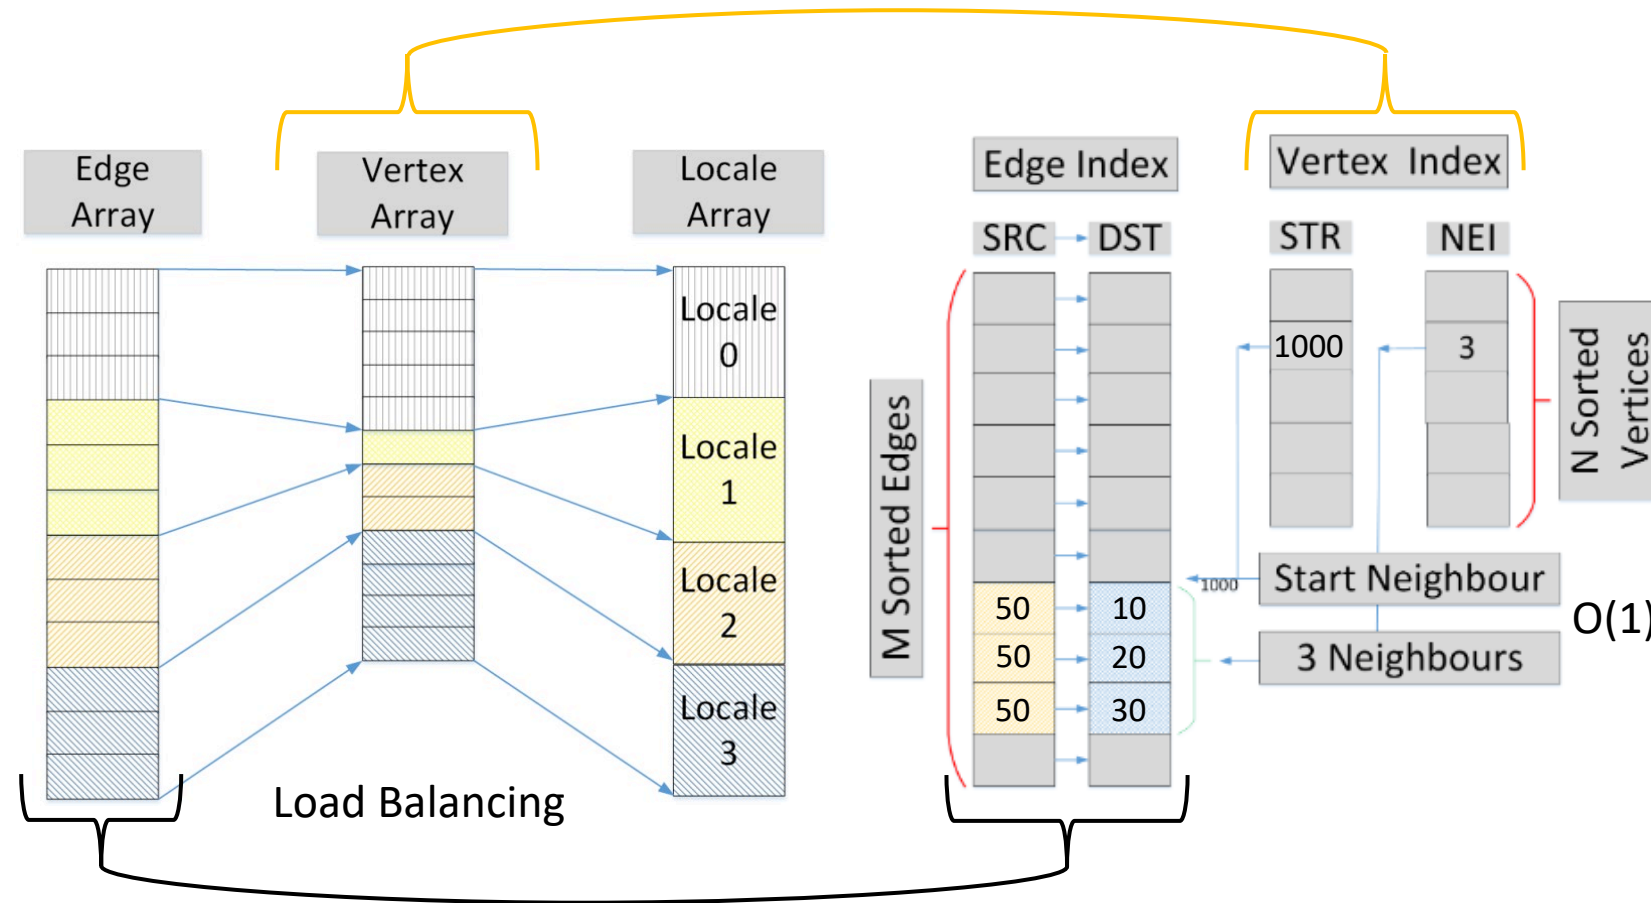 Edge
Array
Vertex
Array
Locale
Array
Locale
0
Locale
1
Locale
2
Locale
3
Load Balancing
Edge Index
Vertex Index
SRC
DST
STR
NEI
M Sorted Edges
N Sorted
Vertices
1000
3
1000
Start Neighbour
3 Neighbours
O(1)
50
10
50
20
50
30